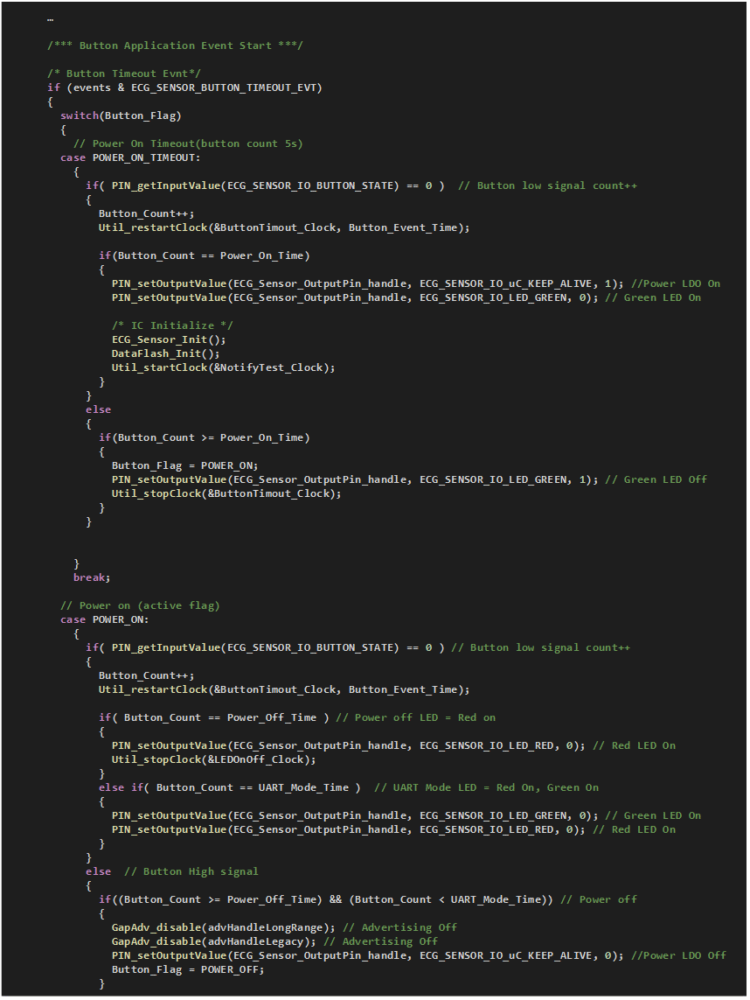 …
/*** Button Application Event Start ***/
/* Button Timeout Evnt*/
if (events & ECG_SENSOR_BUTTON_TIMEOUT_EVT)
{
switch(Button_Flag)
{
// Power On Timeout(button count 5s)
case POWER_ON_TIMEOUT:
{
if( PIN_getInputValue(ECG_SENSOR_IO_BUTTON_STATE) == 0 )  // Button low signal count++
{
Button_Count++;
Util_restartClock(&ButtonTimout_Clock, Button_Event_Time);
if(Button_Count == Power_On_Time)
{
PIN_setOutputValue(ECG_Sensor_OutputPin_handle, ECG_SENSOR_IO_uC_KEEP_ALIVE, 1); //Power LDO On
PIN_setOutputValue(ECG_Sensor_OutputPin_handle, ECG_SENSOR_IO_LED_GREEN, 0); // Green LED On
/* IC Initialize */
ECG_Sensor_Init();
DataFlash_Init();
Util_startClock(&NotifyTest_Clock);
}
}
else
{
if(Button_Count >= Power_On_Time)
{
Button_Flag = POWER_ON;
PIN_setOutputValue(ECG_Sensor_OutputPin_handle, ECG_SENSOR_IO_LED_GREEN, 1); // Green LED Off
Util_stopClock(&ButtonTimout_Clock);
}
}
}
break;
// Power on (active flag)
case POWER_ON:
{
if( PIN_getInputValue(ECG_SENSOR_IO_BUTTON_STATE) == 0 ) // Button low signal count++
{
Button_Count++;
Util_restartClock(&ButtonTimout_Clock, Button_Event_Time);
if( Button_Count == Power_Off_Time ) // Power off LED = Red on
{
PIN_setOutputValue(ECG_Sensor_OutputPin_handle, ECG_SENSOR_IO_LED_RED, 0); // Red LED On
Util_stopClock(&LEDOnOff_Clock);
}
else if( Button_Count == UART_Mode_Time )  // UART Mode LED = Red On, Green On
{
PIN_setOutputValue(ECG_Sensor_OutputPin_handle, ECG_SENSOR_IO_LED_GREEN, 0); // Green LED On
PIN_setOutputValue(ECG_Sensor_OutputPin_handle, ECG_SENSOR_IO_LED_RED, 0); // Red LED On
}
}
else  // Button High signal
{
if((Button_Count >= Power_Off_Time) && (Button_Count < UART_Mode_Time)) // Power off
{
GapAdv_disable(advHandleLongRange); // Advertising Off
GapAdv_disable(advHandleLegacy); // Advertising Off
PIN_setOutputValue(ECG_Sensor_OutputPin_handle, ECG_SENSOR_IO_uC_KEEP_ALIVE, 0); //Power LDO Off
Button_Flag = POWER_OFF;
}